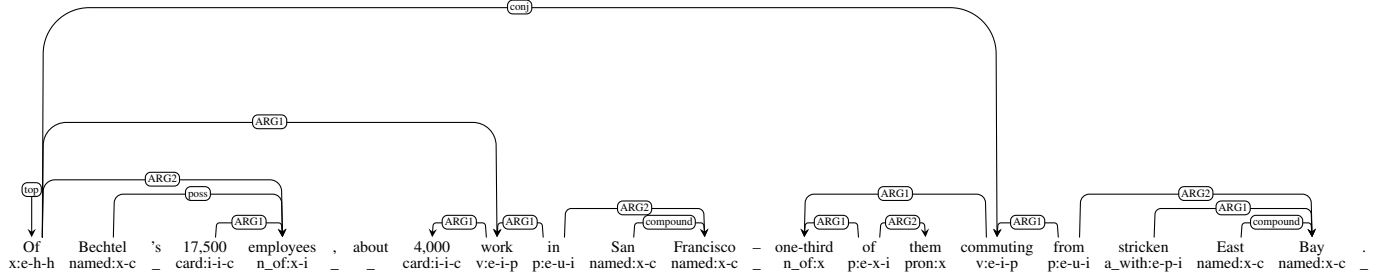 conj
ARG1
top
ARG2
poss
ARG2
ARG1
ARG2
ARG1
ARG1
ARG1
ARG1
compound
ARG1
ARG2
ARG1
compound
Of Bechtel 's 17,500 employees , about 4,000 work in San Francisco – one-third of them commuting from stricken East Bay .
x:e-h-h named:x-c _ card:i-i-c n_of:x-i _ _ card:i-i-c v:e-i-p p:e-u-i named:x-c named:x-c _ n_of:x p:e-x-i pron:x v:e-i-p p:e-u-i a_with:e-p-i named:x-c named:x-c _